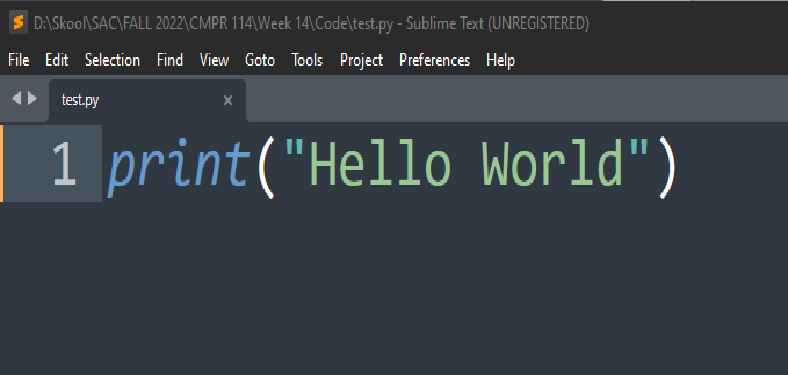 D:\Skool\SAC\FALL 2022\CMPR 114\Week 14\Code\test.py - Sublime Text (UNREGISTERED)
File Edit Selection Find View Goto Tools Project Preferences Help
test.py
1 print("Hello World")